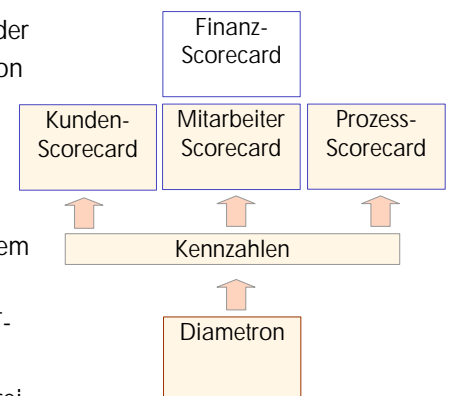 der
on
Finanz-
Scorecard
Kunden-
Scorecard
Mitarbeiter
Scorecard
Prozess-
Scorecard
em
Kennzahlen
-
Diametron